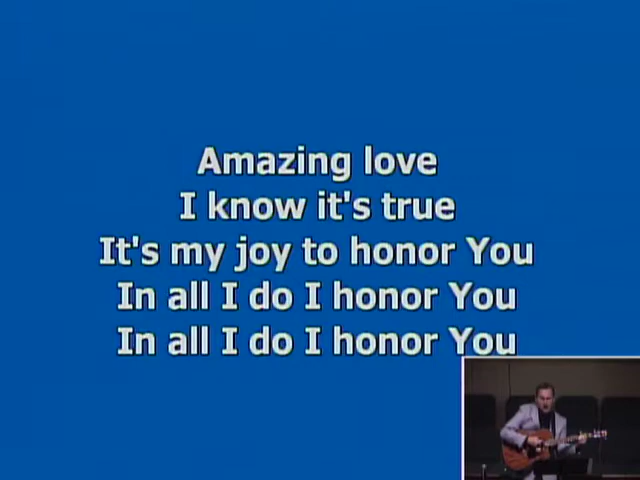 Amazing love
I know it's true
It's my joy to honor You
In all I do I honor You
In all I do I honor You